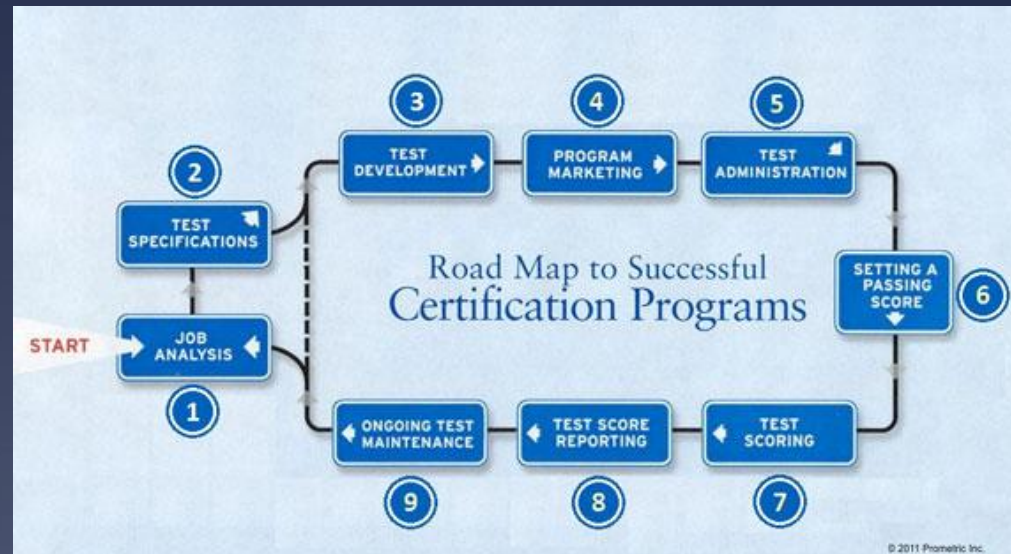 Road Map to Successful
Certification Programs
START
JOB
ANALYSIS
1
2
TEST
SPECIFICATIONS
3
TEST
DEVELOPMENT
4
PROGRAM
MARKETING
5
TEST
ADMINISTRATION
SETTING A
PASSING
SCORE
6
TEST
SCORING
7
TEST SCORE
REPORTING
8
ONGOING TEST
MAINTENANCE
9
© 2011 Prometric Inc.